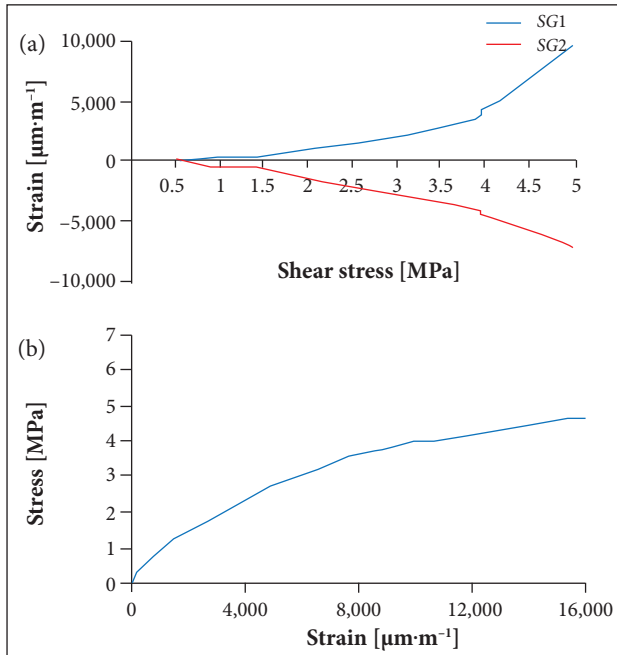 (a)
SG1
SG2
Strain [μm·m⁻¹]
10,000
5,000
0
−5,000
−10,000
0.5 1 1.5 2 2.5 3 3.5 4 4.5 5
Shear stress [MPa]
(b)
Stress [MPa]
7
6
5
4
3
2
1
0
0 4,000 8,000 12,000 16,000
Strain [μm·m⁻¹]